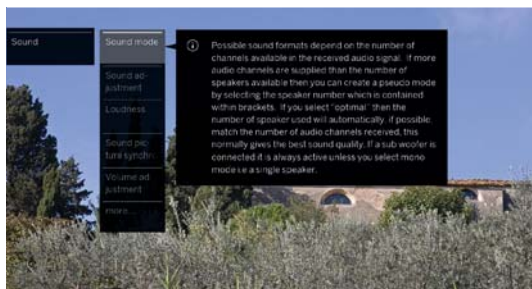 Sound
Sound mode
Sound ad-
justment
Loudness
Sound pic-
ture synchr...
Volume ad
justment
more...
Possible sound formats depend on the number of
channels available in the received audio signal. If more
audio channels are supplied than the number of
speakers available then you can create a pseudo mode
by selecting the speaker number which is contained
within brackets. If you select "optimal" then the
number of speaker used will automatically, if possible,
match the number of audio channels received, this
normally gives the best sound quality. If a sub woofer is
connected it is always active unless you select mono
mode i.e a single speaker.